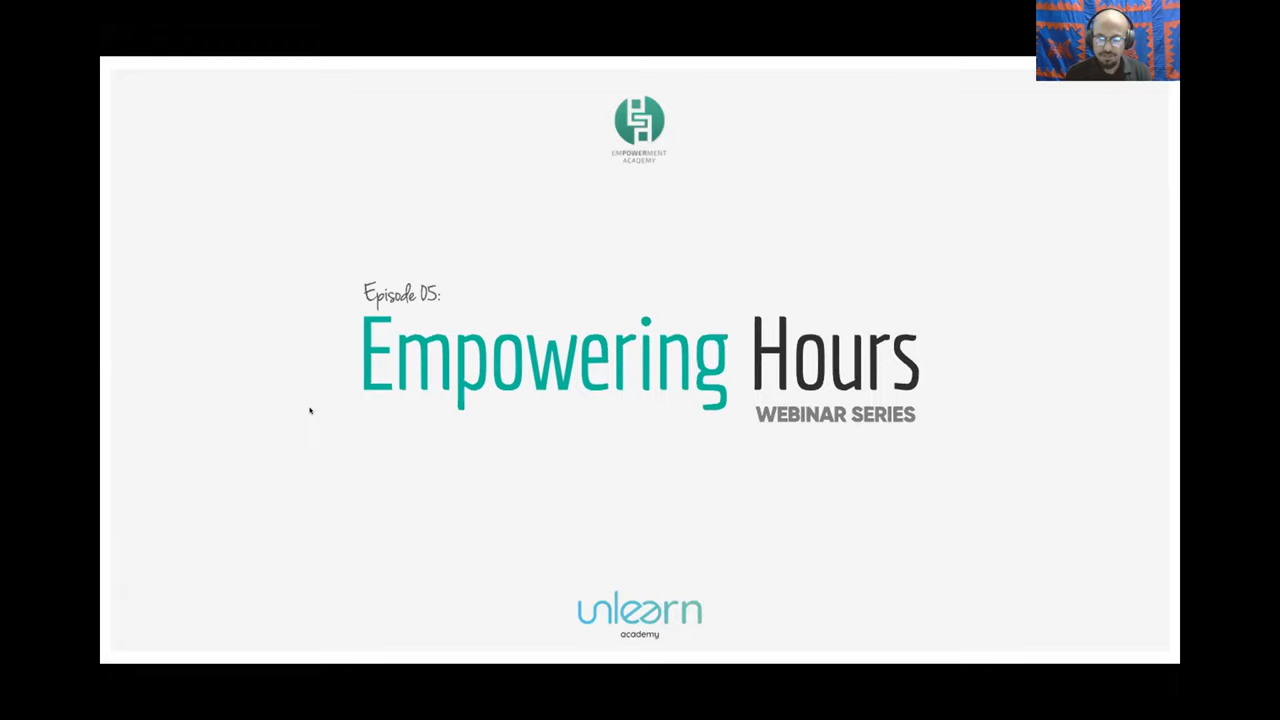 EMPOWERMENT
ACADEMY
Episode 05:
Empowering Hours
WEBINAR SERIES
unlearn
academy